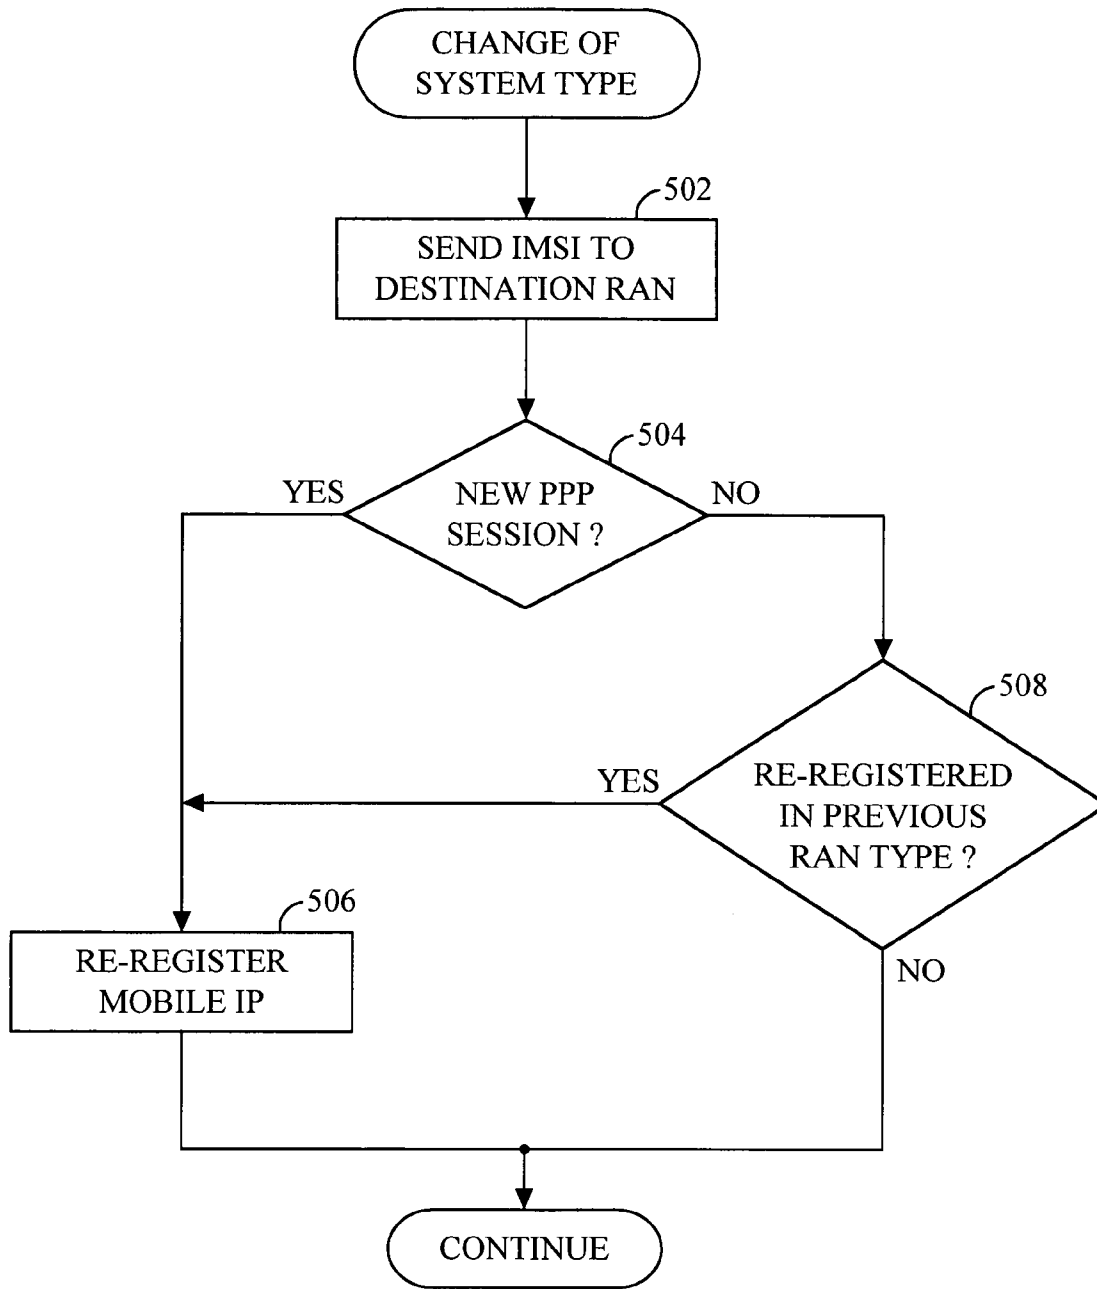 CHANGE OF
SYSTEM TYPE
502
SEND IMSI TO
DESTINATION RAN
504
YES
NEW PPP
SESSION ?
NO
508
YES
RE-REGISTERED
IN PREVIOUS
RAN TYPE ?
506
RE-REGISTER
MOBILE IP
NO
CONTINUE